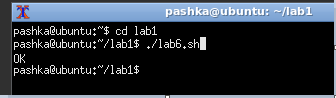 pashka@ubuntu: ~/lab1
pashka@ubuntu:~$ cd lab1
pashka@ubuntu:~/lab1$ ./lab6.sh
OK
pashka@ubuntu:~/lab1$